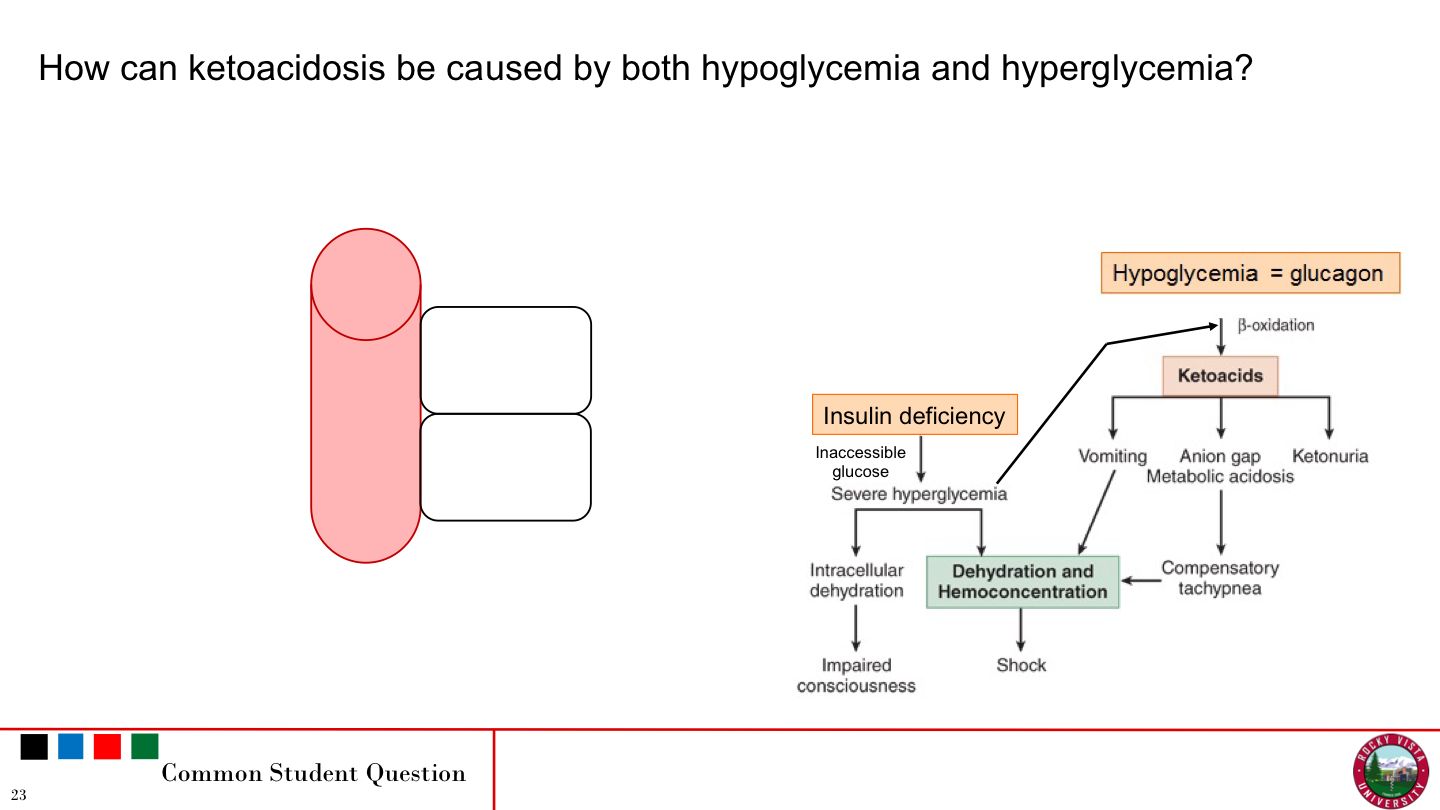 How can ketoacidosis be caused by both hypoglycemia and hyperglycemia?
Hypoglycemia = glucagon
β-oxidation
Ketoacids
Insulin deficiency
Inaccessible
glucose
Severe hyperglycemia
Vomiting
Anion gap
Metabolic acidosis
Ketonuria
Intracellular
dehydration
Dehydration and
Hemoconcentration
Compensatory
tachypnea
Impaired
consciousness
Shock
Common Student Question
23
ROCKY VISTA
UNIVERSITY